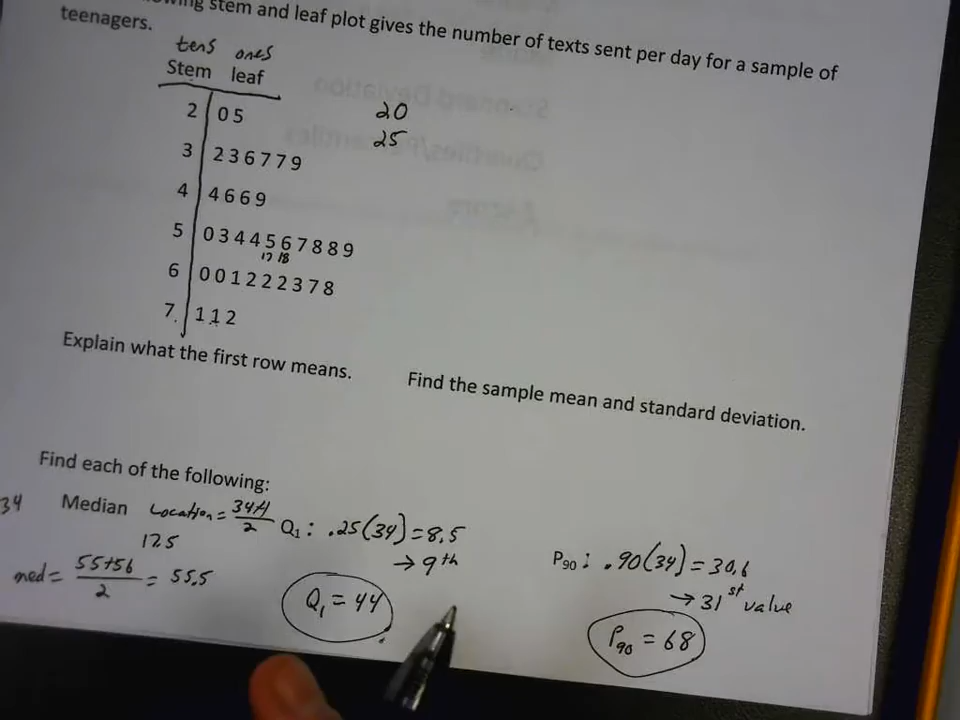 stem and leaf plot gives the number of texts sent per day for a sample of
teenagers.
tens ones
Stem leaf
2 0 5
20
25
3 2 3 6 7 7 9
4 4 6 6 9
5 0 3 4 4 5 6 7 8 8 9
17 18
6 0 0 1 2 2 2 3 7 8
7 1 1 2
Explain what the first row means.
Find the sample mean and standard deviation.
Find each of the following:
34 Median Location = 34+1/2
17.5
med = 55+56/2 = 55.5
Q1: .25(34) = 8.5
→ 9th
Q1 = 44
P90: .90(34) = 30.6
→ 31st value
P90 = 68